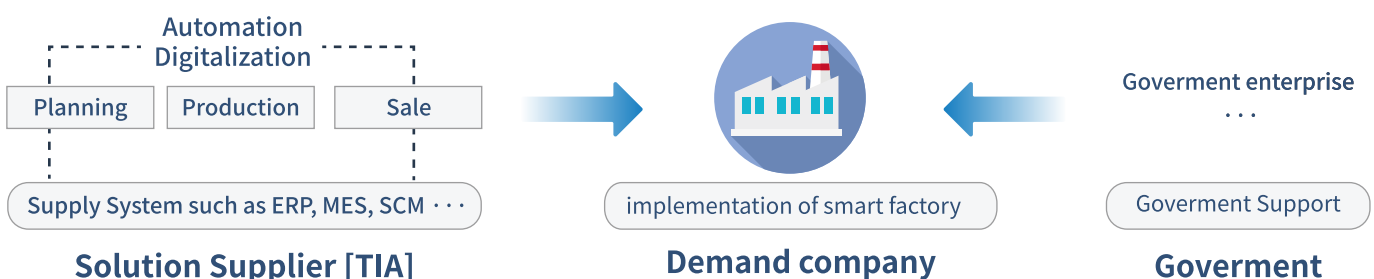 Automation
Digitalization
Planning
Production
Sale
Supply System such as ERP, MES, SCM ···
Solution Supplier [TIA]
implementation of smart factory
Demand company
Goverment enterprise
···
Goverment Support
Goverment